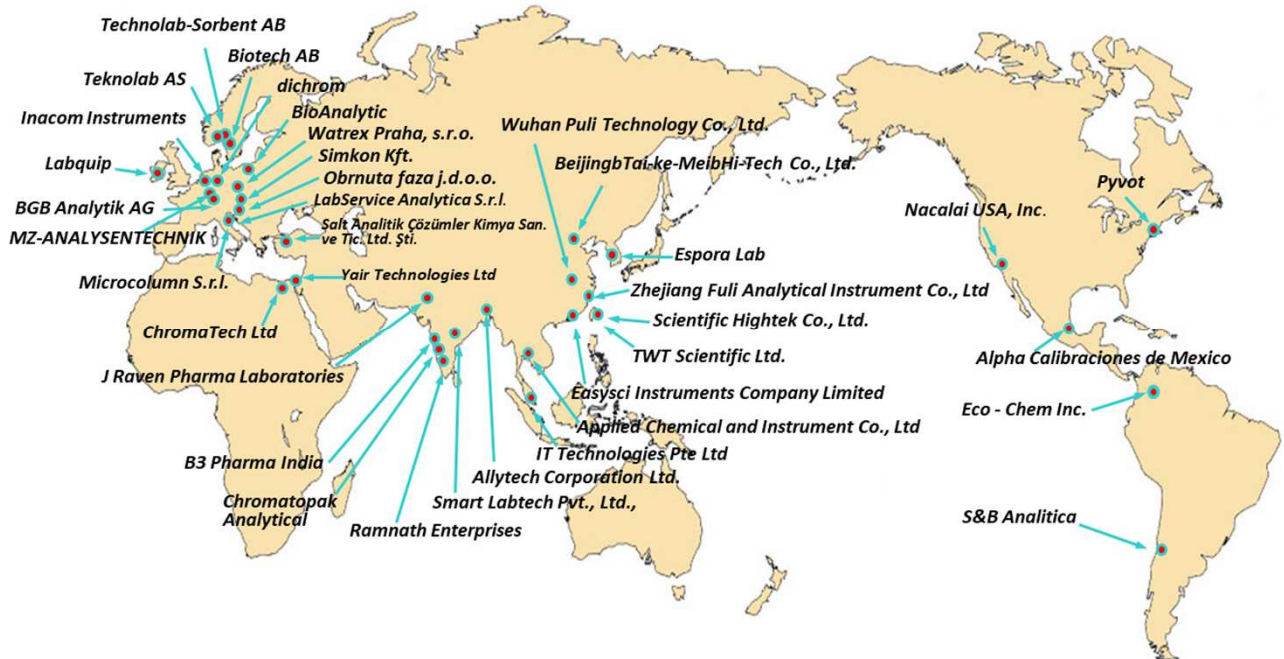 Technolab-Sorbent AB
Biotech AB
Teknolab AS
dichrom
Inacom Instruments
BioAnalytic
Watrex Praha, s.r.o.
Labquip
Simkon Kft.
Obrnuta faza j.d.o.o.
BGB Analytik AG
LabService Analytica S.r.l.
MZ-ANALYSENTECHNIK
Salt Analitik Çözümler Kimya San.
ve Tic. Ltd. Şti.
Microcolumn S.r.l.
Yair Technologies Ltd
ChromaTech Ltd
J Raven Pharma Laboratories
B3 Pharma India
Chromatopak
Analytical
Ramnath Enterprises
Smart Labtech Pvt., Ltd.,
Allytech Corporation Ltd.
IT Technologies Pte Ltd
Applied Chemical and Instrument Co., Ltd
Easysci Instruments Company Limited
TWT Scientific Ltd.
Scientific Hightek Co., Ltd.
Zhejiang Fuli Analytical Instrument Co., Ltd
Espora Lab
BeijingbTai-ke-MeibHi-Tech Co., Ltd.
Wuhan Puli Technology Co., Ltd.
Pyvot
Nacalai USA, Inc.
Alpha Calibraciones de Mexico
Eco - Chem Inc.
S&B Analitica